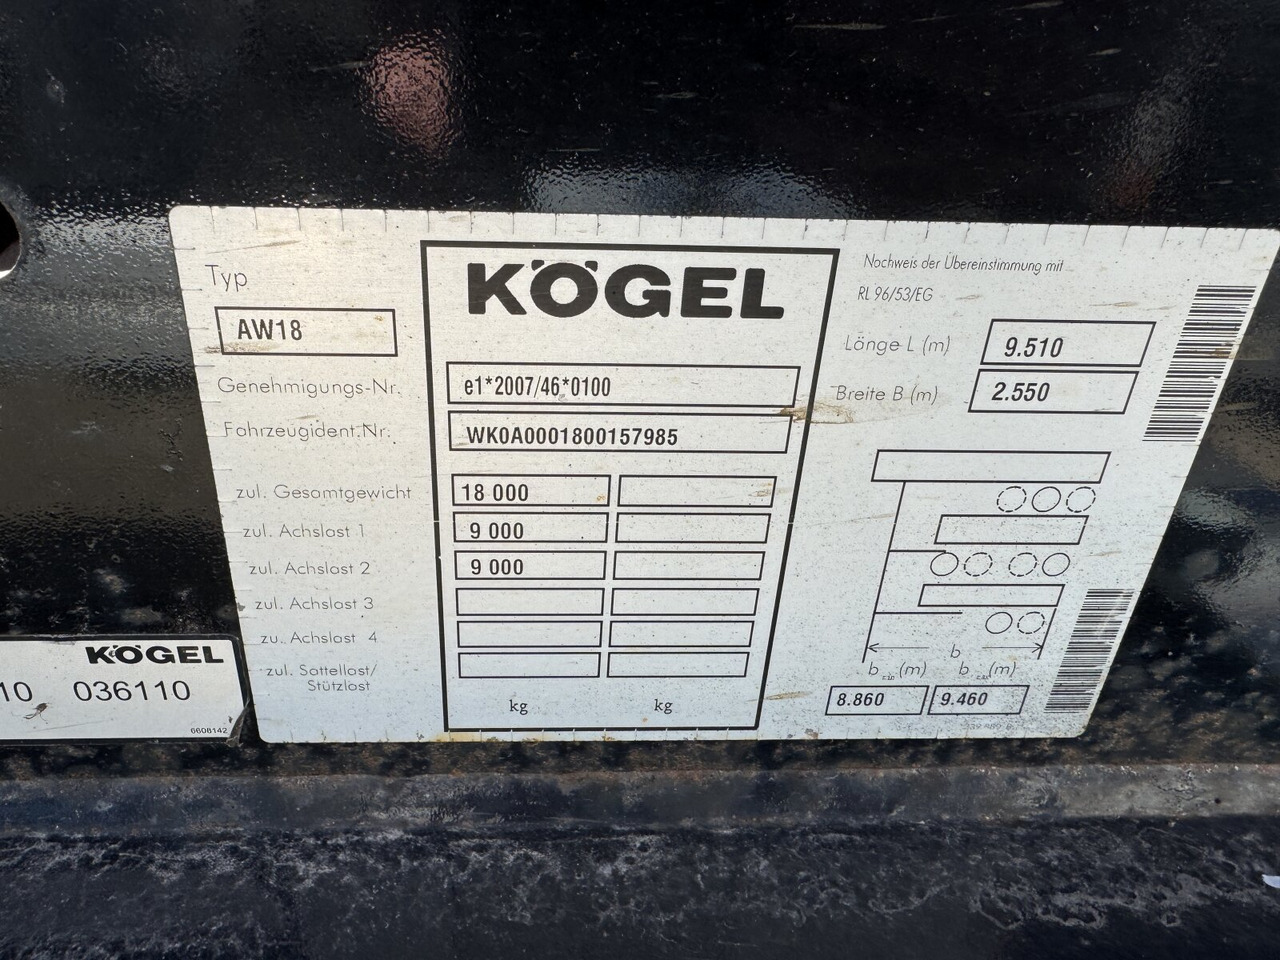 KÖGEL
Typ
AW18
Genehmigungs-Nr. e1*2007/46*0100
Fahrzeugident.Nr. WK0A0001800157985
zul. Gesamtgewicht 18 000
zul. Achslast 1 9 000
zul. Achslast 2 9 000
zul. Achslast 3
zu.. Achslast 4
zul. Sattellast/
Stützlast
kg kg
Nachweis der Übereinstimmung mit
RL 96/53/EG
Länge L (m) 9.510
Breite B (m) 2.550
b
b (m) b (m)
8.860 9.460
KÖGEL
10 036110
6608142